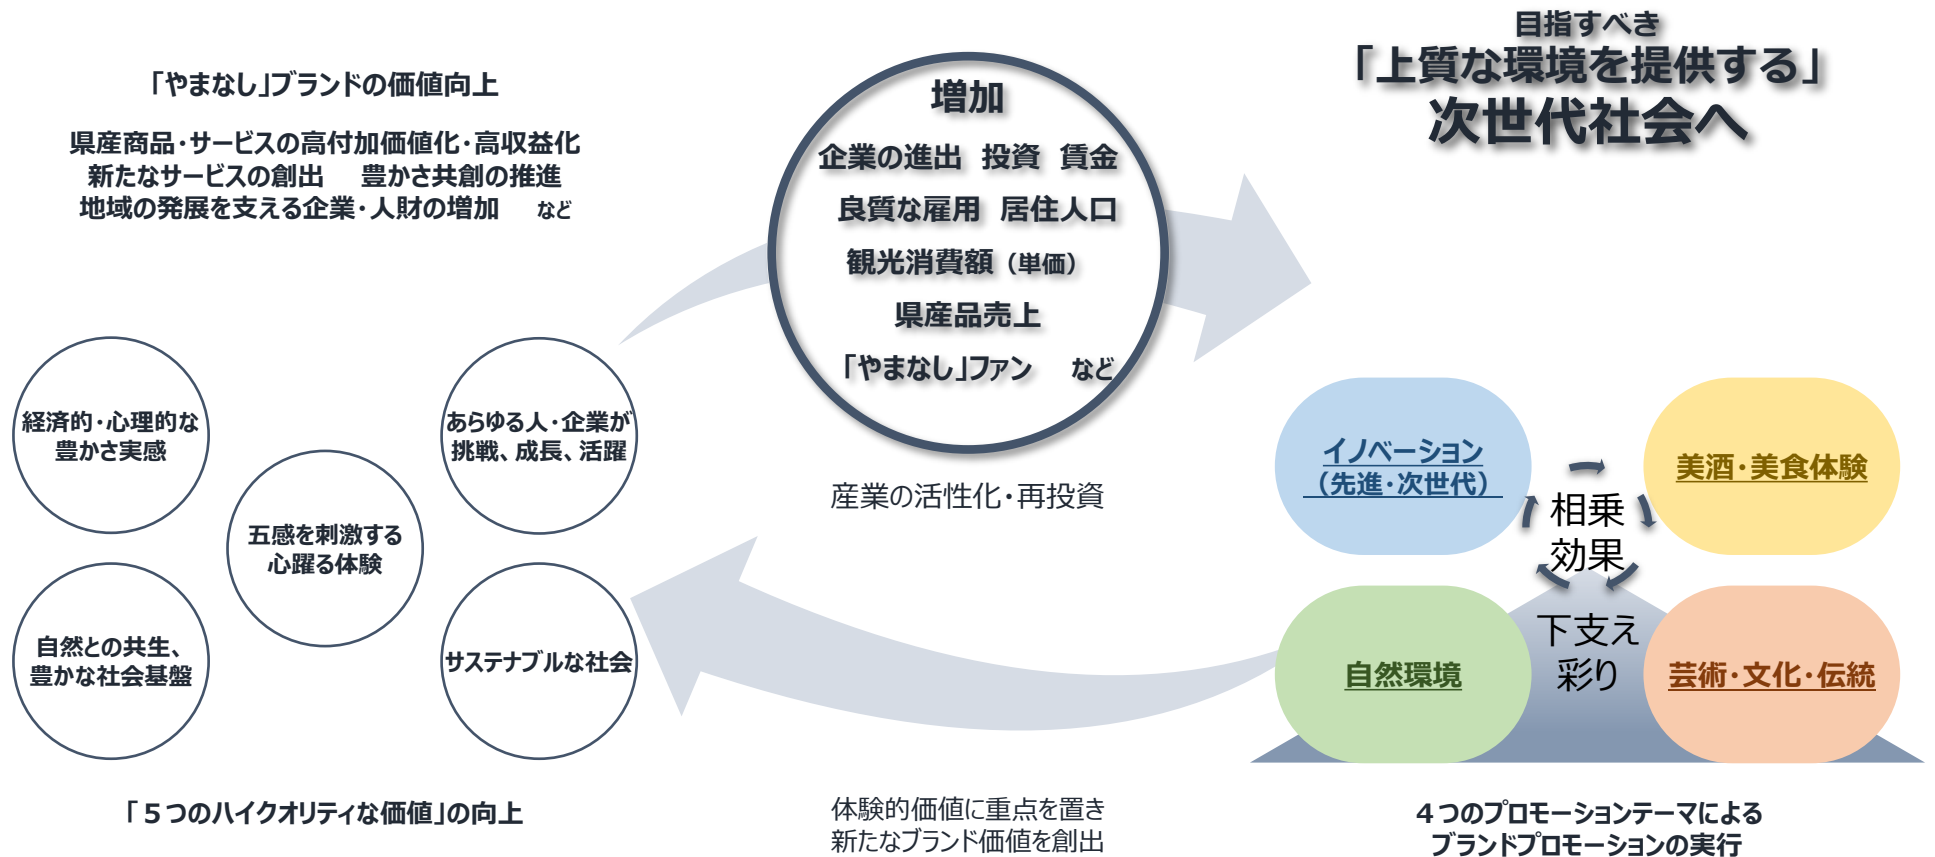 「やまなし」ブランドの価値向上
県産商品・サービスの高付加価値化・高収益化
新たなサービスの創出　豊かさ共創の推進
地域の発展を支える企業・人財の増加　など
増加
企業の進出　投資　賃金
良質な雇用　居住人口
観光消費額（単価）
県産品売上
「やまなし」ファン　など
産業の活性化・再投資
目指すべき
「上質な環境を提供する」
次世代社会へ
経済的・心理的な
豊かさ実感
あらゆる人・企業が
挑戦、成長、活躍
五感を刺激する
心躍る体験
自然との共生、
豊かな社会基盤
サステナブルな社会
「５つのハイクオリティな価値」の向上
体験的価値に重点を置き
新たなブランド価値を創出
イノベーション
（先進・次世代）
美酒・美食体験
相乗
効果
下支え
彩り
自然環境
芸術・文化・伝統
４つのプロモーションテーマによる
ブランドプロモーションの実行